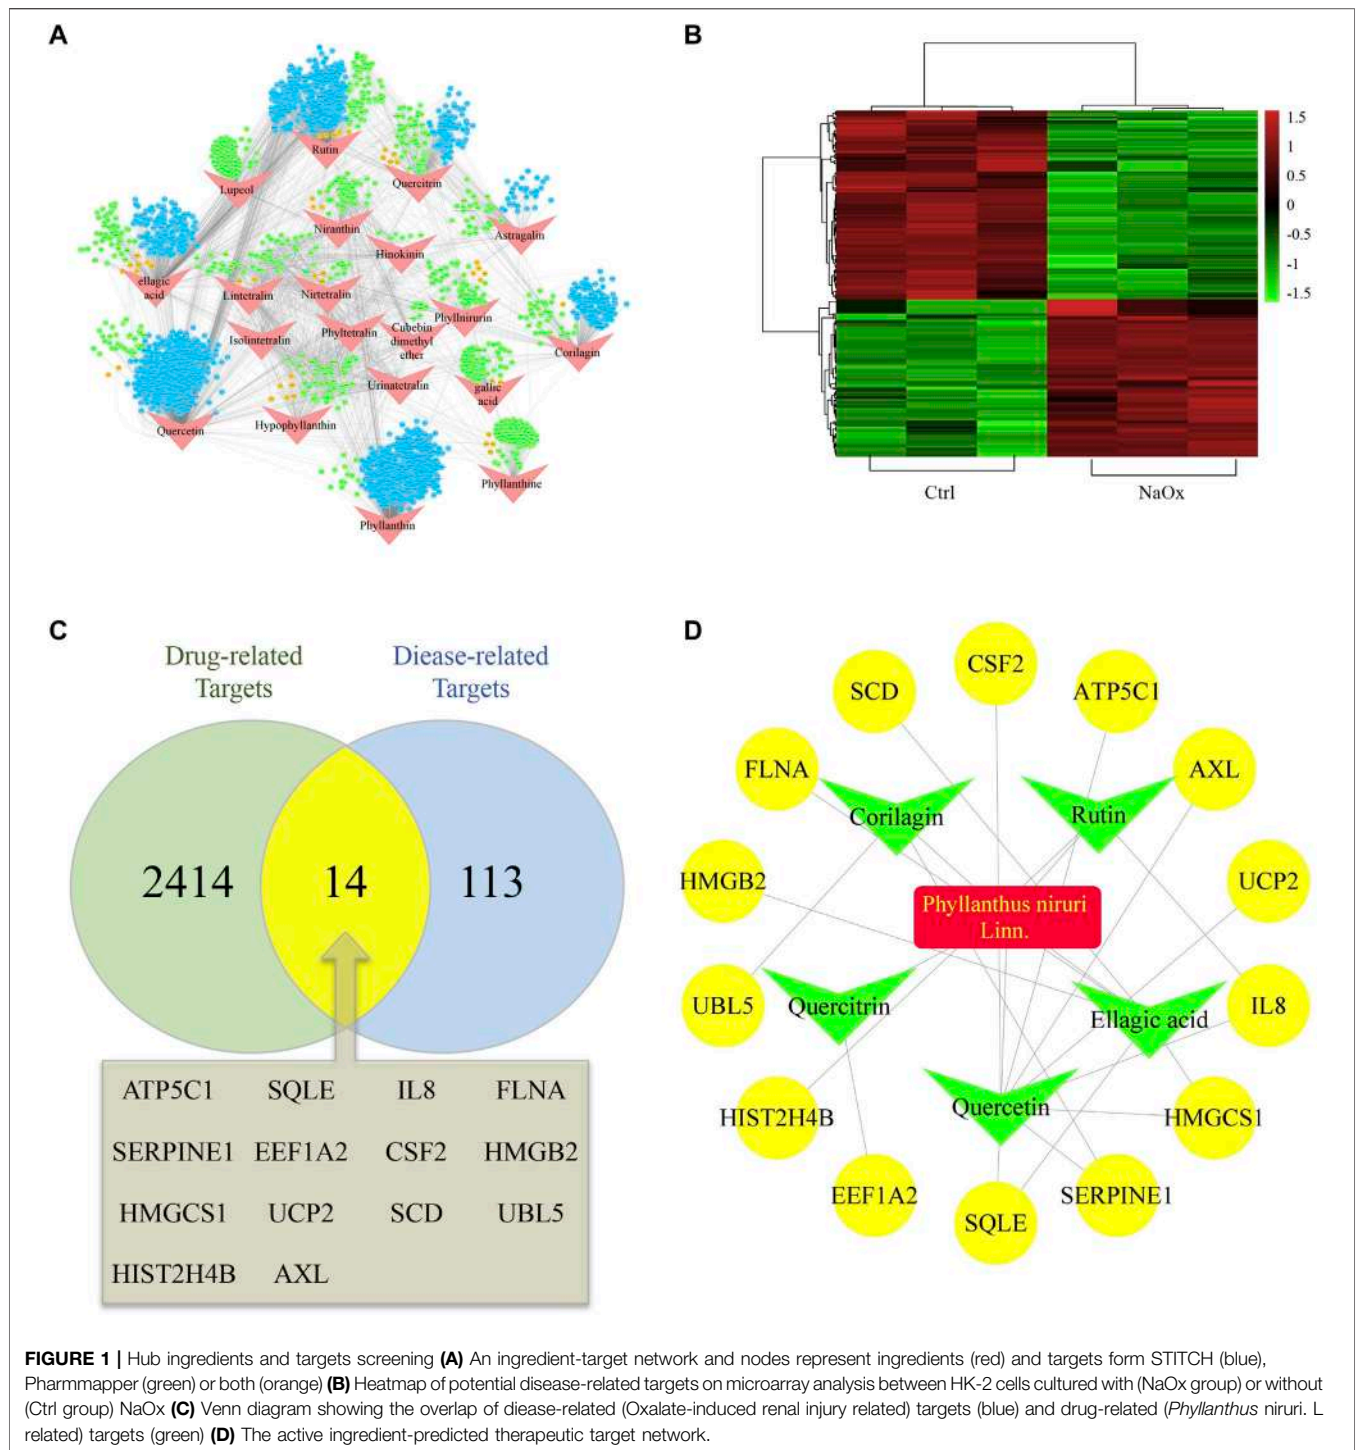 A
Rutin
Quercitrin
Lupeol
Niranthin
Astragalin
Hinokinin
ellagic
acid
Lintetralin
Nirtetralin
Phyllnirurin
Isolintetralin
Phyltetralin
Cubebin
dimethyl
ether
Corilagin
Urinatetralin
gallic
acid
Quercetin
Hypophyllanthin
Phyllanthine
Phyllanthin
B
1.5
1
0.5
0
-0.5
-1
-1.5
Ctrl
NaOx
C
Drug-related
Targets
Diease-related
Targets
2414
14
113
ATP5C1 SQLE IL8 FLNA
SERPINE1 EEF1A2 CSF2 HMGB2
HMGCS1 UCP2 SCD UBL5
HIST2H4B AXL
D
CSF2
SCD
ATP5C1
FLNA
AXL
Corilagin
Rutin
HMGB2
UCP2
Phyllanthus niruri
Linn.
UBL5
Quercitrin
Ellagic acid
IL8
HIST2H4B
Quercetin
HMGCS1
EEF1A2
SERPINE1
SQLE
FIGURE 1 | Hub ingredients and targets screening (A) An ingredient-target network and nodes represent ingredients (red) and targets form STITCH (blue),
Pharmmapper (green) or both (orange) (B) Heatmap of potential disease-related targets on microarray analysis between HK-2 cells cultured with (NaOx group) or without
(Ctrl group) NaOx (C) Venn diagram showing the overlap of diease-related (Oxalate-induced renal injury related) targets (blue) and drug-related (Phyllanthus niruri. L
related) targets (green) (D) The active ingredient-predicted therapeutic target network.